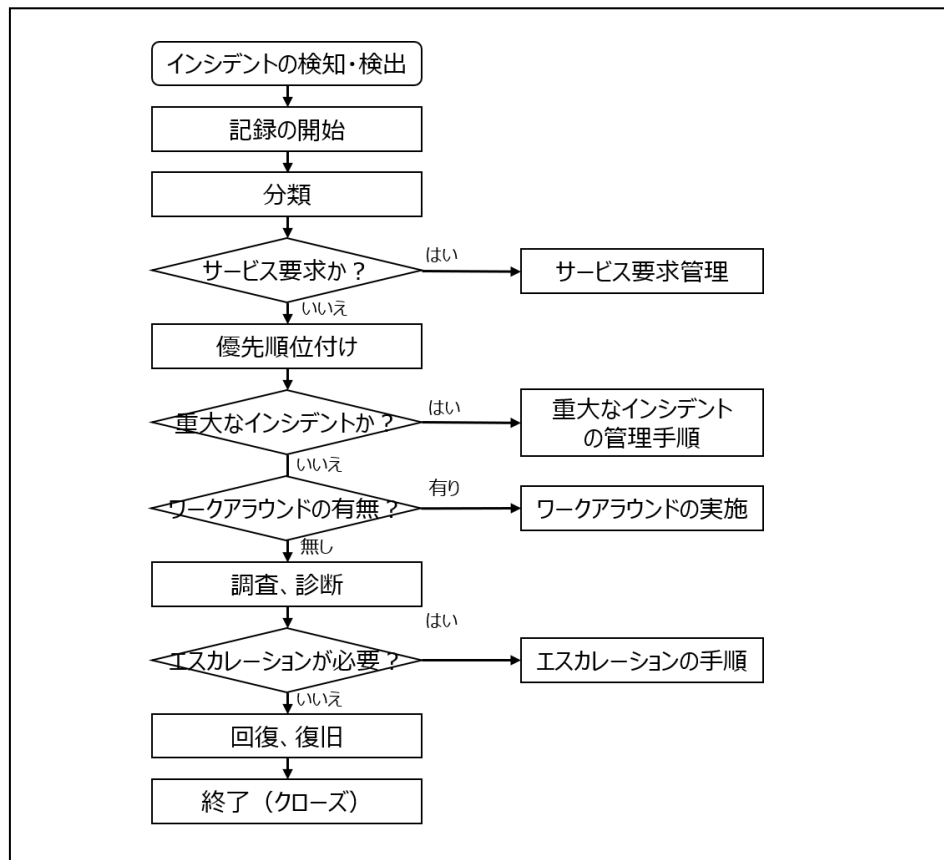 インシデントの検知・検出
記録の開始
分類
サービス要求か？
はい
サービス要求管理
いいえ
優先順位付け
重大なインシデントか？
はい
重大なインシデント
の管理手順
いいえ
ワークアラウンドの有無？
有り
ワークアラウンドの実施
無し
調査、診断
はい
エスカレーションが必要？
エスカレーションの手順
いいえ
回復、復旧
終了（クローズ）